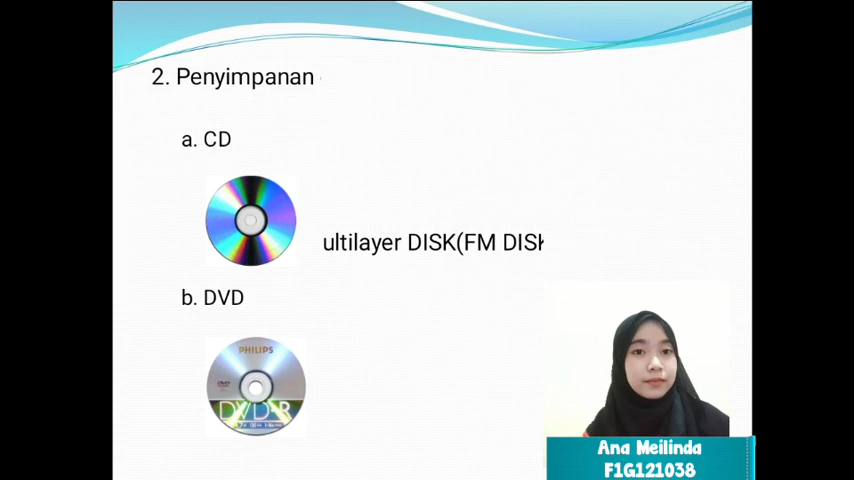 2. Penyimpanan
a. CD
ultilayer DISK(FM DISK
b. DVD
PHILIPS
DVD+R
Ana Meilinda
F1G121038